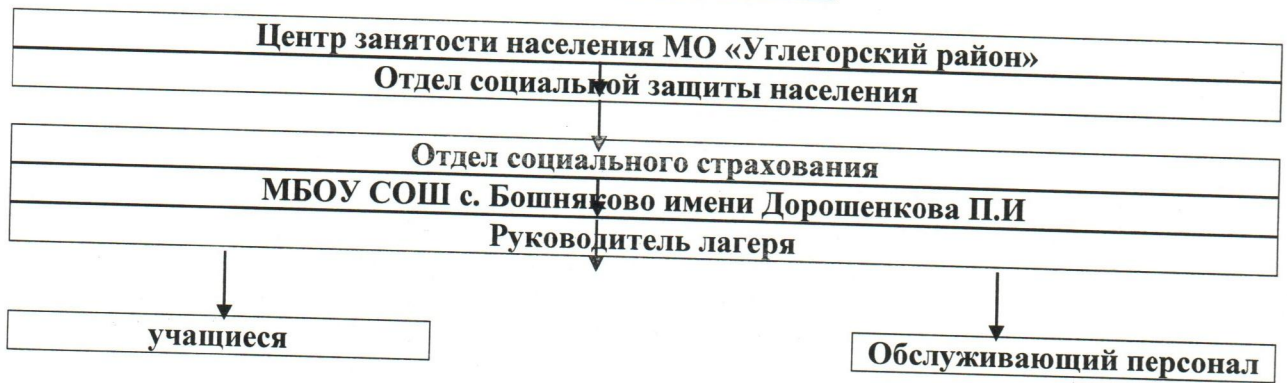 Центр занятости населения МО «Углегорский район»
Отдел социальной защиты населения
Отдел социального страхования
МБОУ СОШ с. Бошняково имени Дорошенкова П.И
Руководитель лагеря
учащиеся
Обслуживающий персонал